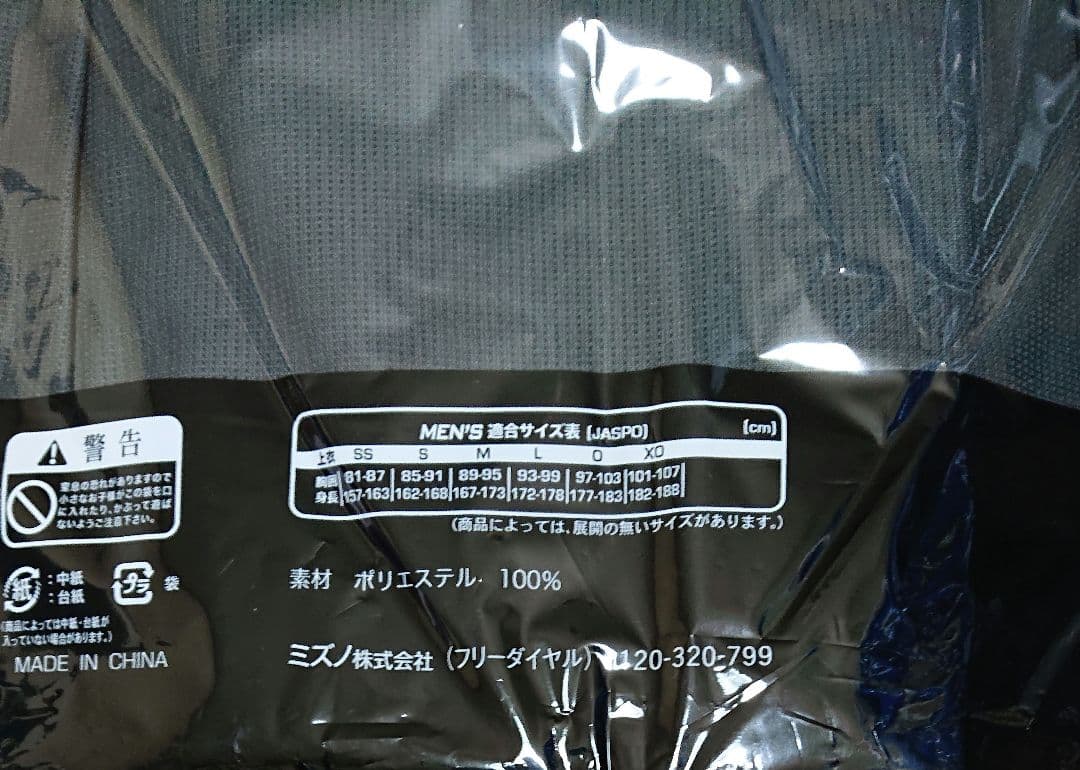 MEN'S 適合サイズ表 [JASPO] [cm]
上衣 SS S M L O XO
胸囲 81-87 85-91 89-95 93-99 97-103 101-107
身長 157-163 162-168 167-173 172-178 177-183 182-188
(商品によっては、展開の無いサイズがあります。)
素材 ポリエステル 100%
ミズノ株式会社 (フリーダイヤル) 120-320-799
警告
窒息の恐れがありますので
小さなお子様がこの袋を口
に入れたり、かぶって遊ば
ないようご注意下さい。
紙 :中紙
:台紙
プラ 袋
(商品によっては中紙・台紙が
入っていない場合があります。)
MADE IN CHINA